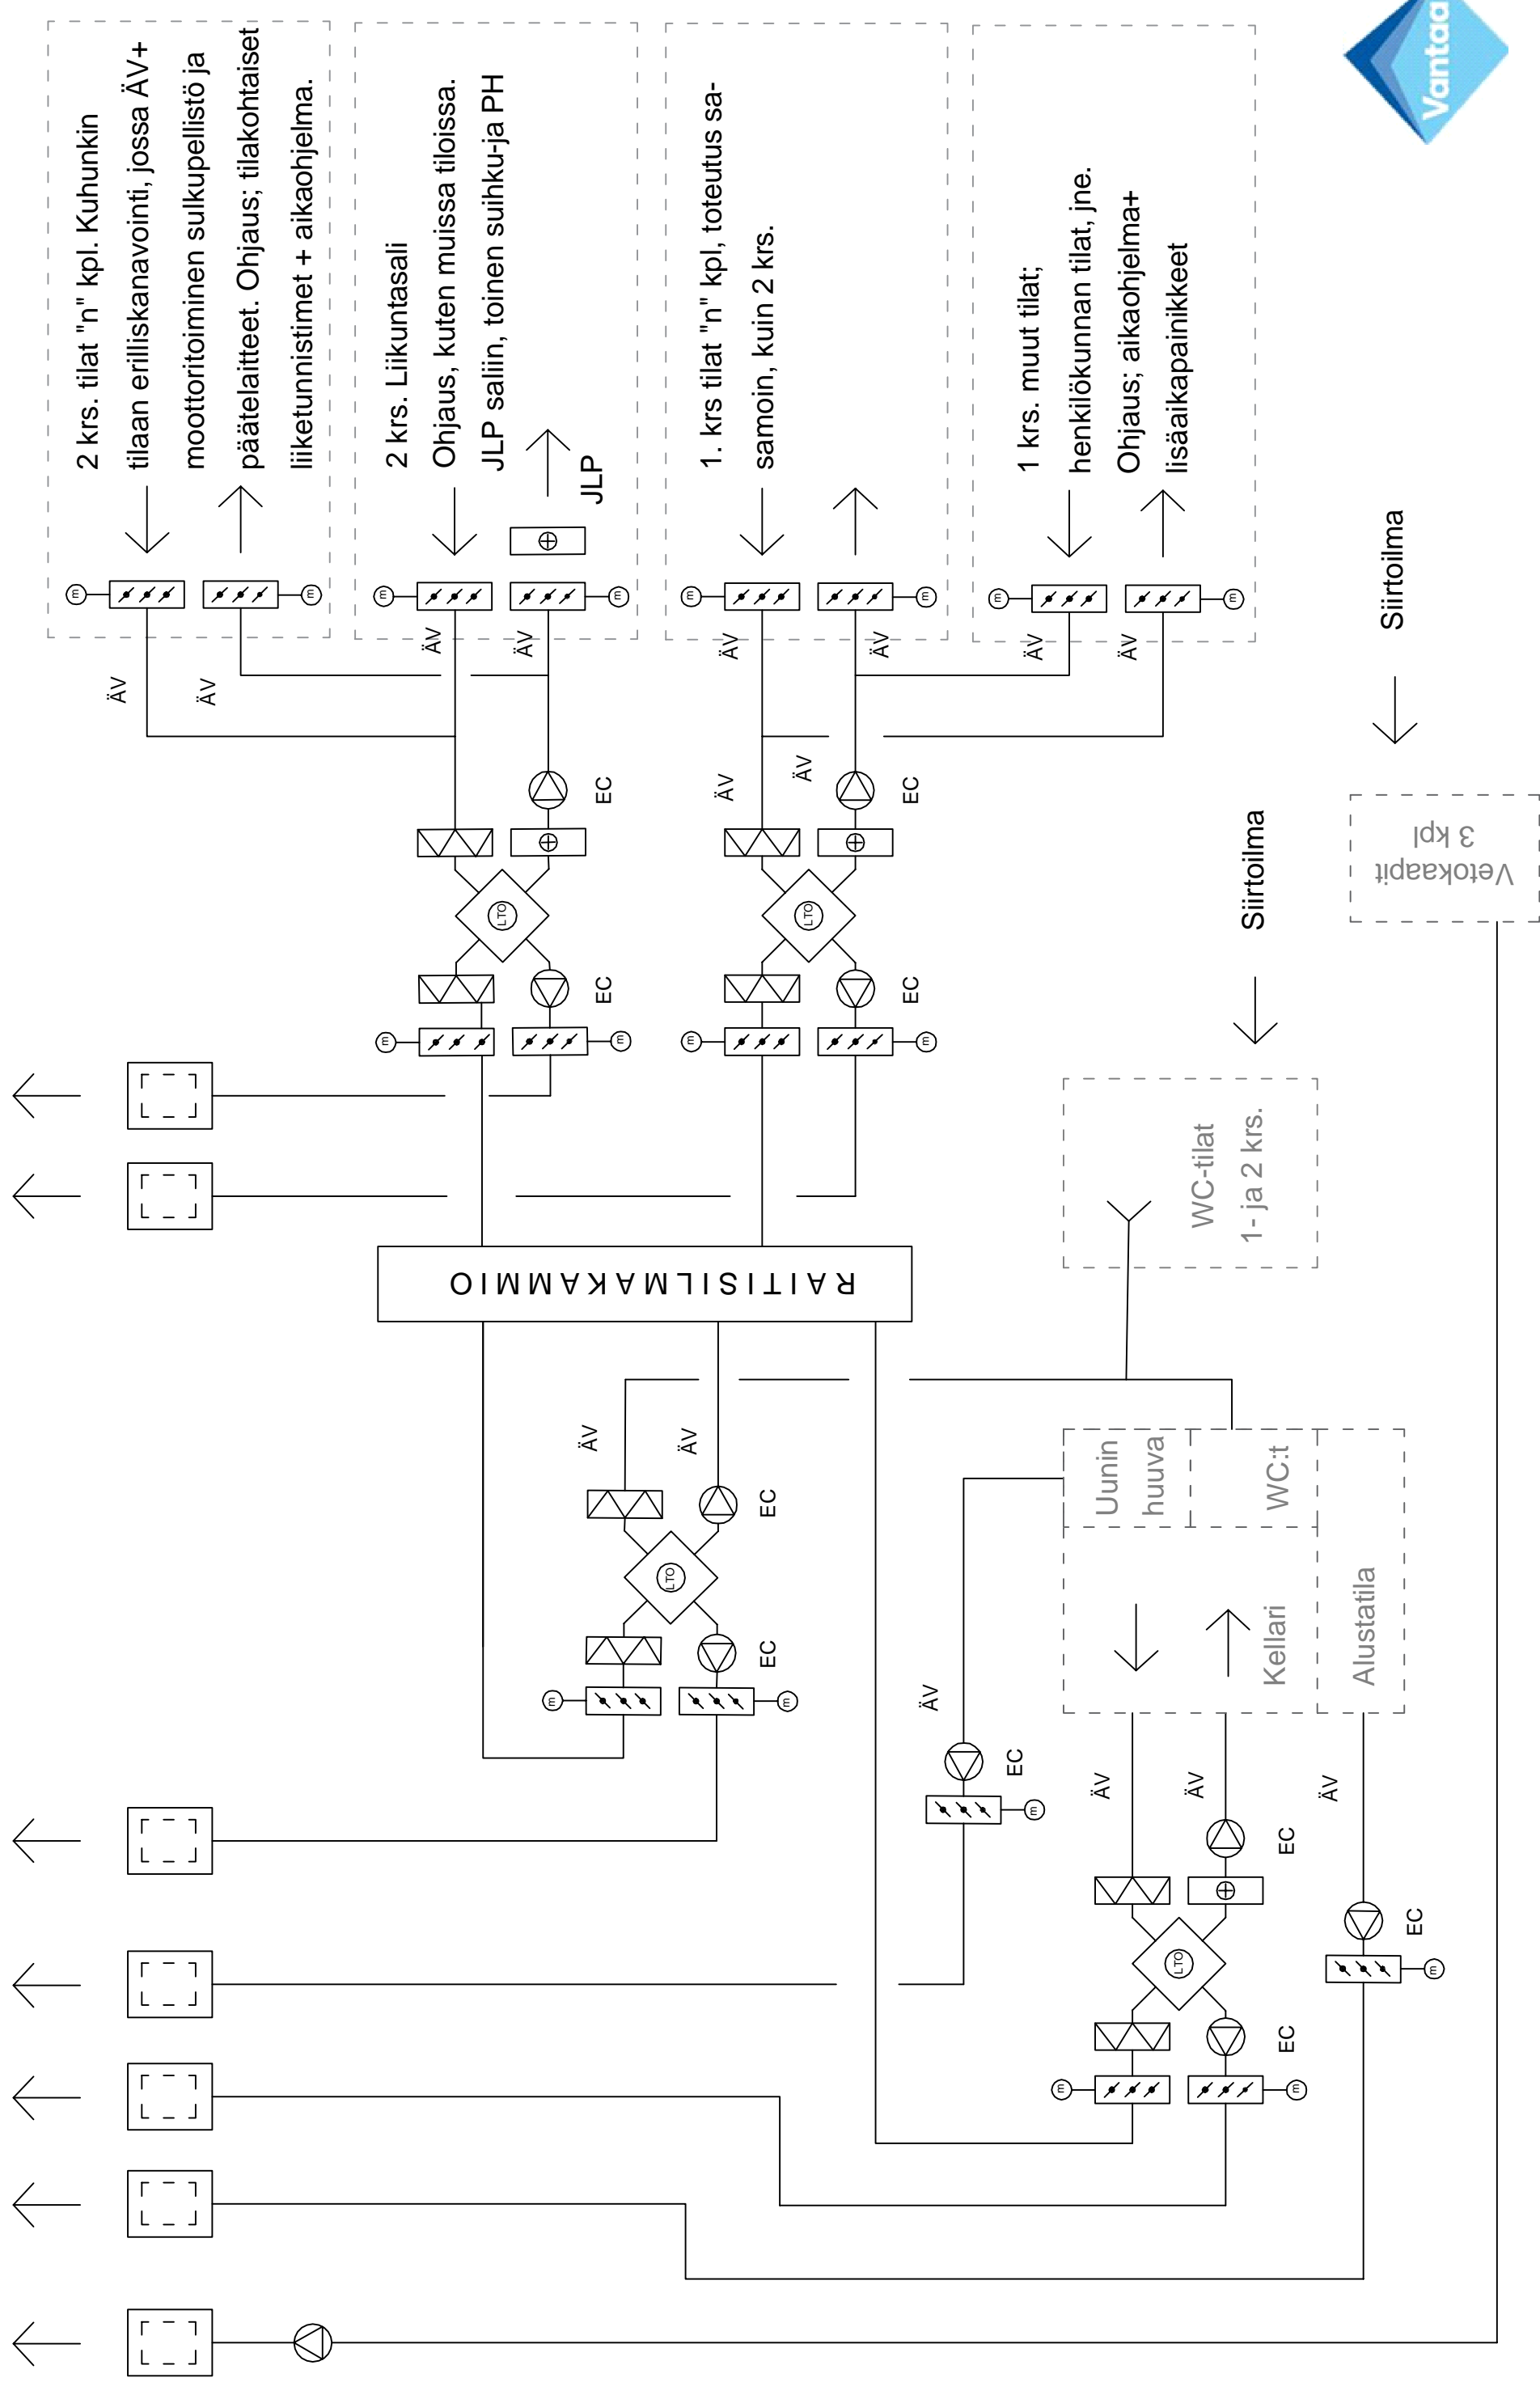 2 krs. tilat "n" kpl. Kuhunkin
tilaan erilliskanavointi, jossa ÄV+
moottoritoiminen sulkupellistö ja
päätelaitteet. Ohjaus; tilakohtaiset
liiketunnistimet + aikaohjelma.
m
m
ÄV
ÄV
2 krs. Liikuntasali
Ohjaus, kuten muissa tiloissa.
JLP saliin, toinen suihku-ja PH
JLP
m
m
ÄV
ÄV
1. krs tilat "n" kpl, toteutus sa-
samoin, kuin 2 krs.
m
m
ÄV
ÄV
1 krs. muut tilat;
henkilökunnan tilat, jne.
Ohjaus; aikaohjelma+
lisäaikapainikkeet
m
m
ÄV
ÄV
Vantaa
EC
LTO
EC
m
m
ÄV
ÄV
EC
LTO
EC
m
m
Siirtoilma
Siirtoilma
Vetokaapit
3 kpl
WC-tilat
1- ja 2 krs.
RAITISILMAKAMMIO
ÄV
ÄV
EC
LTO
EC
m
m
Uunin
huuva
WC:t
Kellari
Alustatila
ÄV
EC
m
ÄV
ÄV
EC
LTO
EC
m
m
ÄV
EC
m